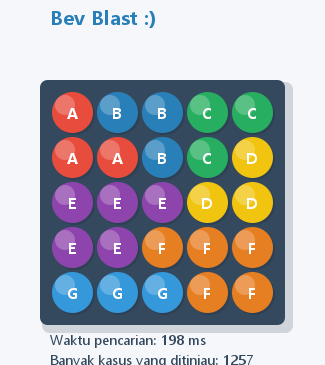 Bev Blast :)
A B B C C
A A B C D
E E E D D
E E F F F
G G G F F
Waktu pencarian: 198 ms
Banyak kasus yang ditinjau: 1257